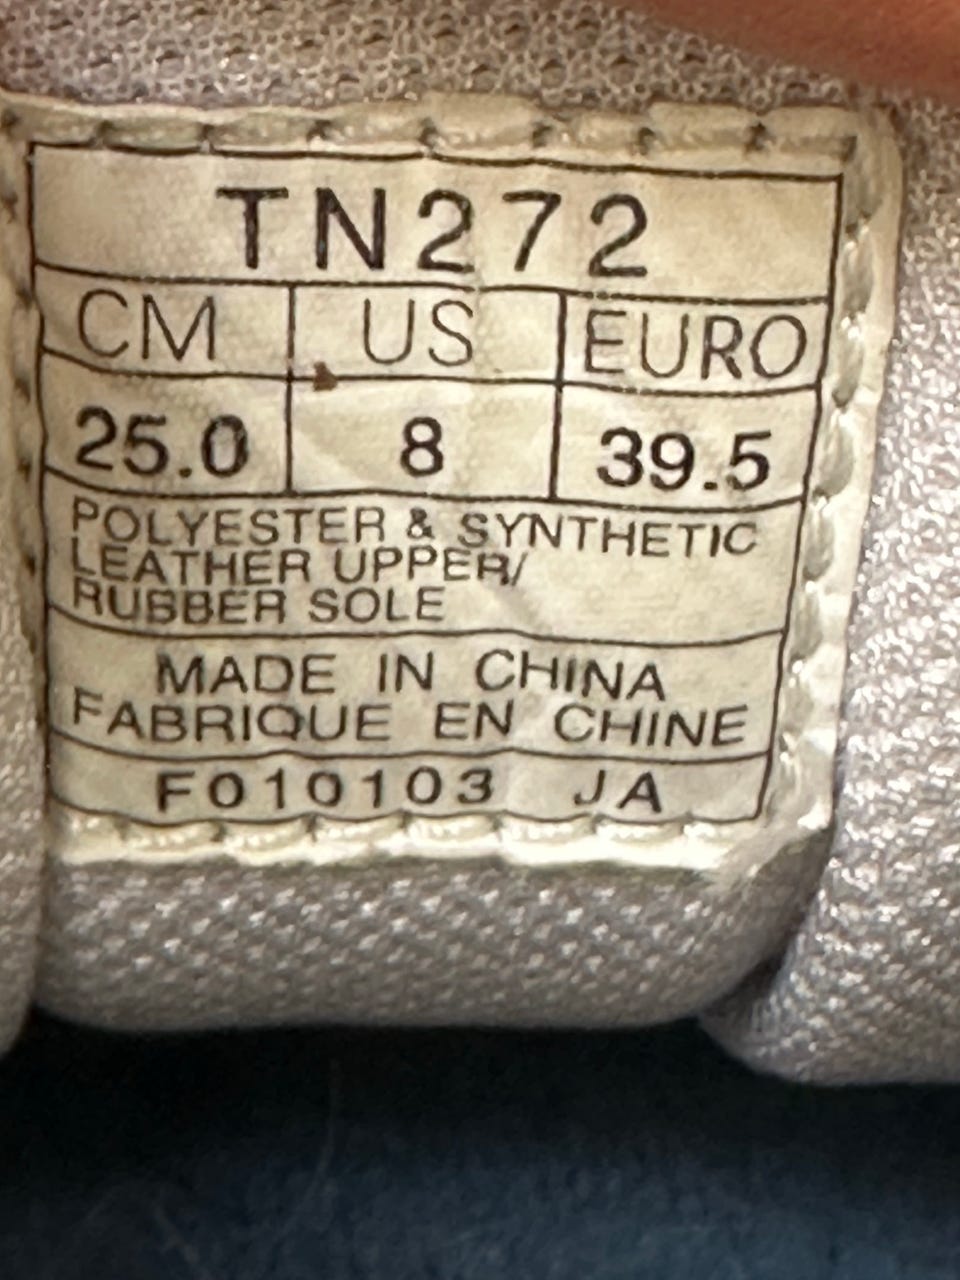 TN272
CM US EURO
25.0 8 39.5
POLYESTER & SYNTHETIC
LEATHER UPPER/
RUBBER SOLE
MADE IN CHINA
FABRIQUE EN CHINE
F010103 JA